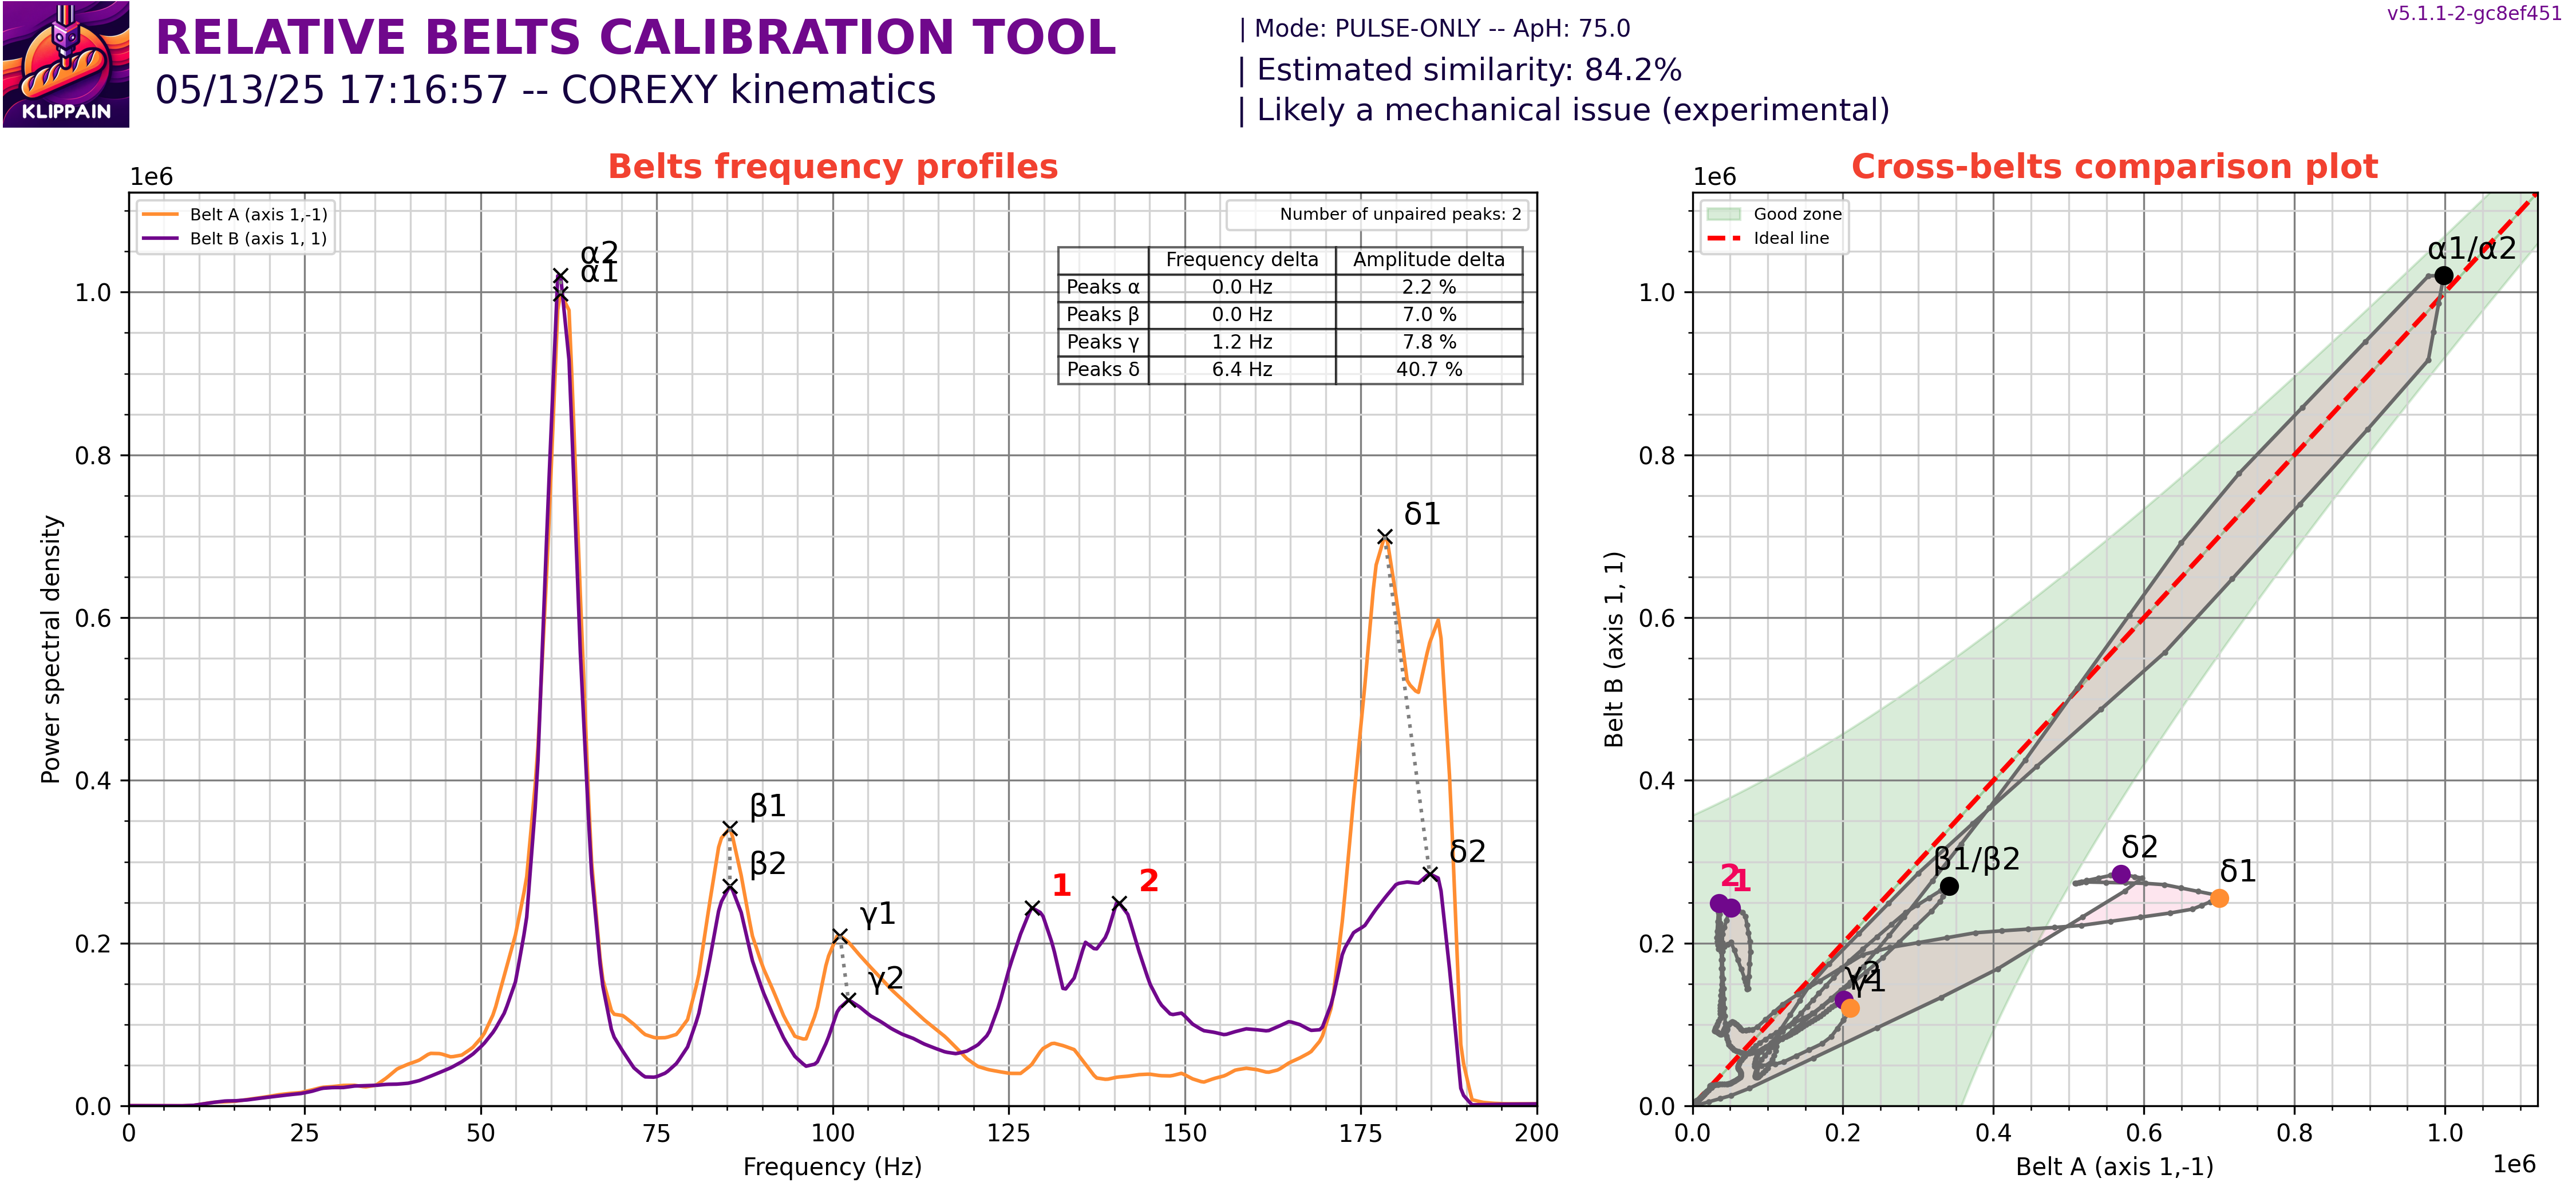 KLIPPAIN
RELATIVE BELTS CALIBRATION TOOL
05/13/25 17:16:57 -- COREXY kinematics
| Mode: PULSE-ONLY -- ApH: 75.0
| Estimated similarity: 84.2%
| Likely a mechanical issue (experimental)
v5.1.1-2-gc8ef451
Belts frequency profiles
1e6
Belt A (axis 1,-1)
Belt B (axis 1, 1)
Number of unpaired peaks: 2
Frequency delta Amplitude delta
Peaks α 0.0 Hz 2.2 %
Peaks β 0.0 Hz 7.0 %
Peaks γ 1.2 Hz 7.8 %
Peaks δ 6.4 Hz 40.7 %
α2
α1
β1
β2
γ1
γ2
1
2
δ1
δ2
1.0
0.8
0.6
0.4
0.2
0.0
Power spectral density
0 25 50 75 100 125 150 175 200
Frequency (Hz)
Cross-belts comparison plot
1e6
Good zone
Ideal line
α1/α2
β1/β2
δ2
δ1
2
1
γ2
γ1
1.0
0.8
0.6
0.4
0.2
0.0
Belt B (axis 1, 1)
0.0 0.2 0.4 0.6 0.8 1.0
1e6
Belt A (axis 1,-1)